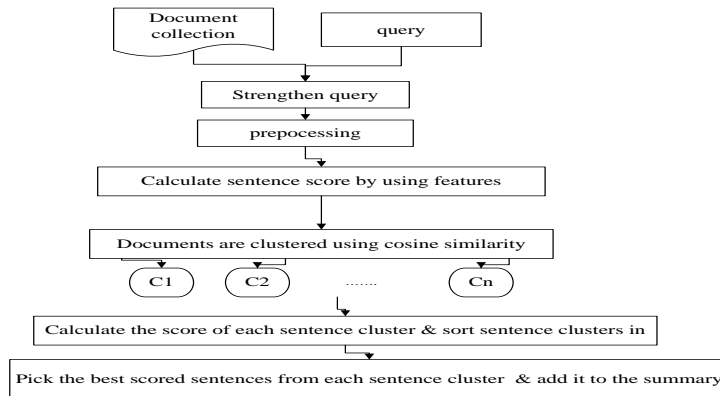 Document
collection
query
Strengthen query
prepocessing
Calculate sentence score by using features
Documents are clustered using cosine similarity
C1 C2 ....... Cn
Calculate the score of each sentence cluster & sort sentence clusters in
Pick the best scored sentences from each sentence cluster & add it to the summary